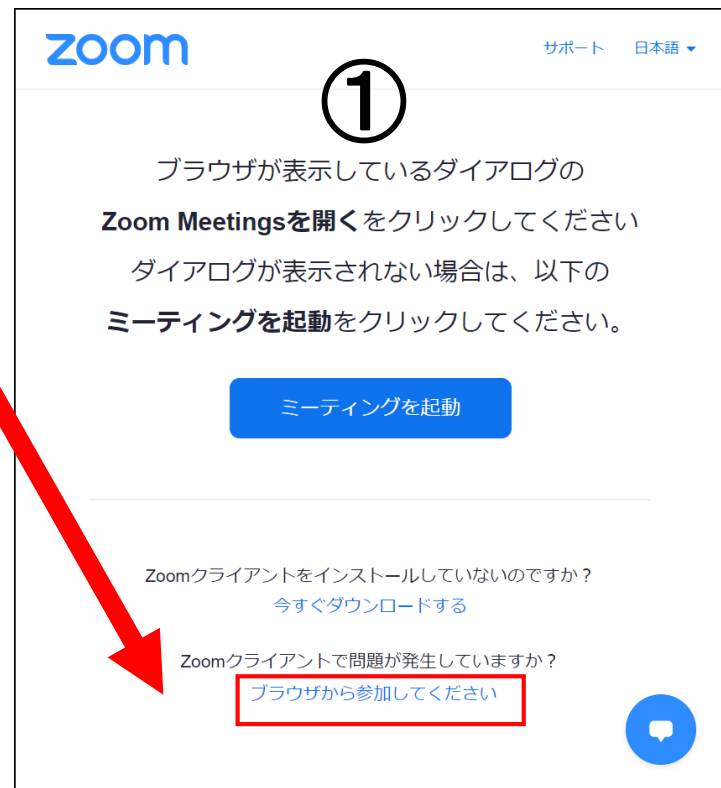 zoom
サポート 日本語
①
ブラウザが表示しているダイアログの
Zoom Meetingsを開くをクリックしてください
ダイアログが表示されない場合は、以下の
ミーティングを起動をクリックしてください。
ミーティングを起動
Zoomクライアントをインストールしていないのですか？
今すぐダウンロードする
Zoomクライアントで問題が発生していますか？
ブラウザから参加してください